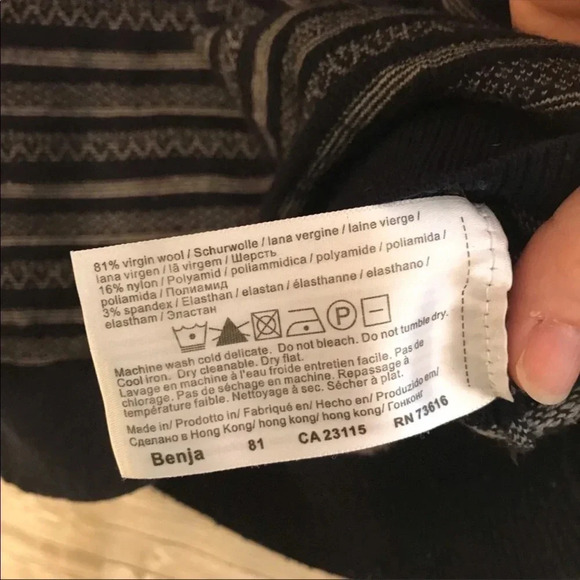 81% virgin wool / Schurwolle / lana vergine / laine vierge /
lana virgen / lã virgem / Шерсть
16% nylon / Polyamid / poliammidica / polyamide / poliamida /
poliamida / Полиамид
3% spandex / Elasthan / elastan / élasthanne / elasthano /
elastham / Эластан
P
Machine wash cold delicate. Do not bleach. Do not tumble dry.
Cool iron. Dry cleanable. Dry flat.
Lavage en machine à l'eau froide entretien facile. Pas de
chlorage. Pas de séchage en machine. Repassage à
température faible. Nettoyage à sec. Sécher à plat.
Made in / Prodotto in / Fabriqué en / Hecho en / Produzido em/
Сделано в Hong Kong/ hong kong/ hong kong/ Гонконг
Benja 81 CA 23115 RN 73616